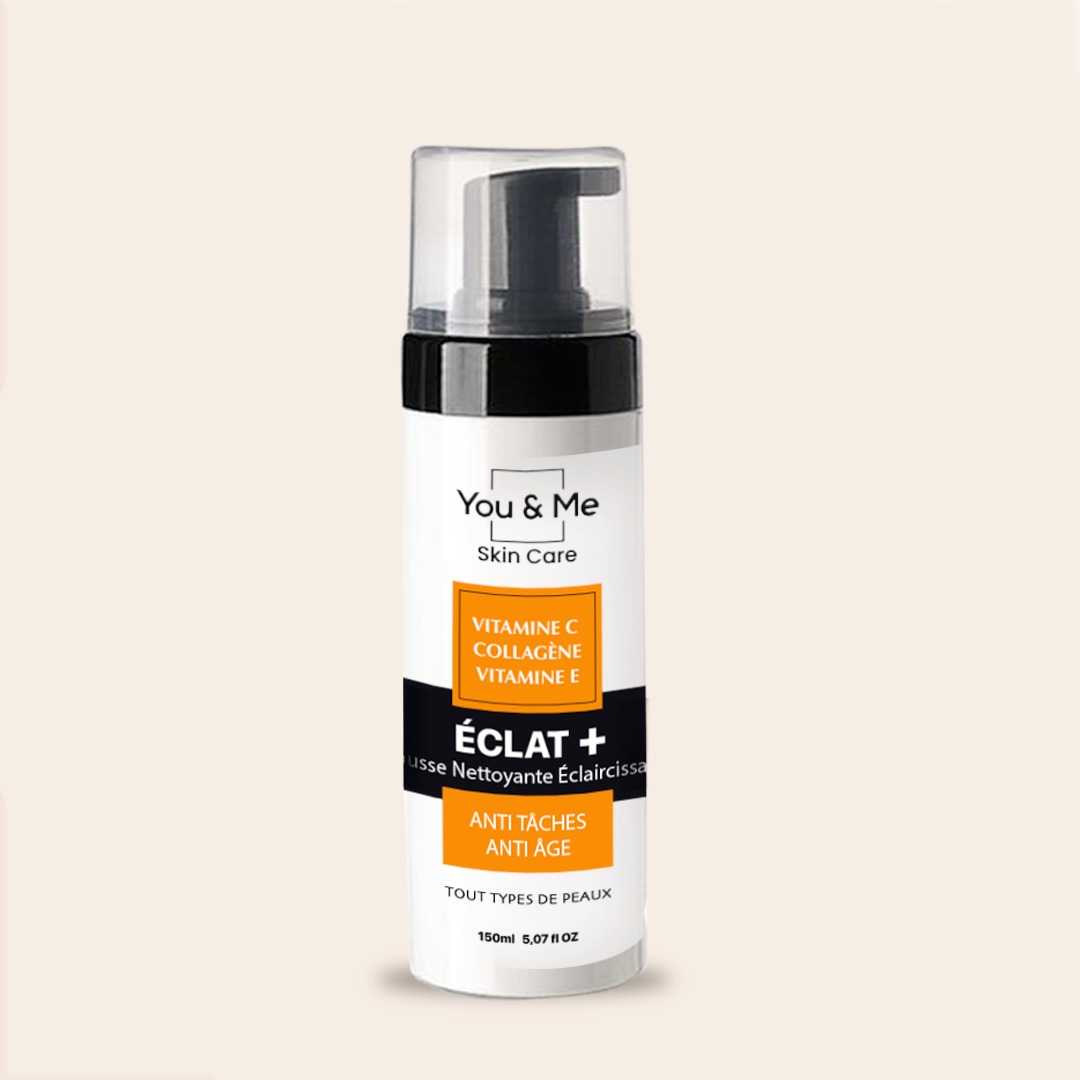 You & Me
Skin Care
VITAMINE C
COLLAGÈNE
VITAMINE E
ÉCLAT +
usse Nettoyante Éclaircissa
ANTI TÂCHES
ANTI ÂGE
TOUT TYPES DE PEAUX
150ml 5,07 fl OZ